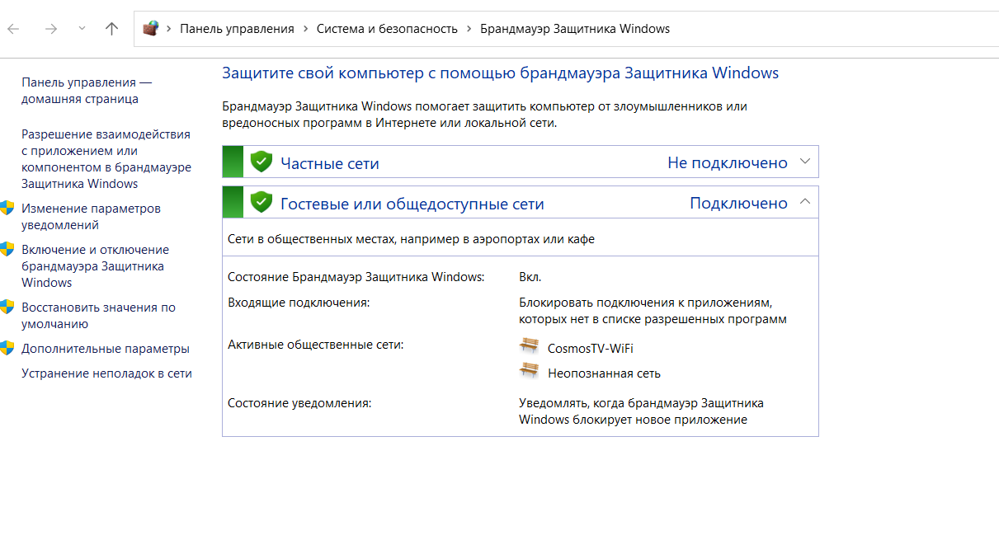 Панель управления
Система и безопасность
Брандмауэр Защитника Windows
Панель управления —
домашняя страница
Разрешение взаимодействия
с приложением или
компонентом в брандмауэре
Защитника Windows
Изменение параметров
уведомлений
Включение и отключение
брандмауэра Защитника
Windows
Восстановить значения по
умолчанию
Дополнительные параметры
Устранение неполадок в сети
Защитите свой компьютер с помощью брандмауэра Защитника Windows
Брандмауэр Защитника Windows помогает защитить компьютер от злоумышленников или
вредоносных программ в Интернете или локальной сети.
Частные сети
Не подключено
Гостевые или общедоступные сети
Подключено
Сети в общественных местах, например в аэропортах или кафе
Состояние Брандмауэр Защитника Windows:
Вкл.
Входящие подключения:
Блокировать подключения к приложениям,
которых нет в списке разрешенных программ
Активные общественные сети:
CosmosTV-WiFi
Неопознанная сеть
Состояние уведомления:
Уведомлять, когда брандмауэр Защитника
Windows блокирует новое приложение